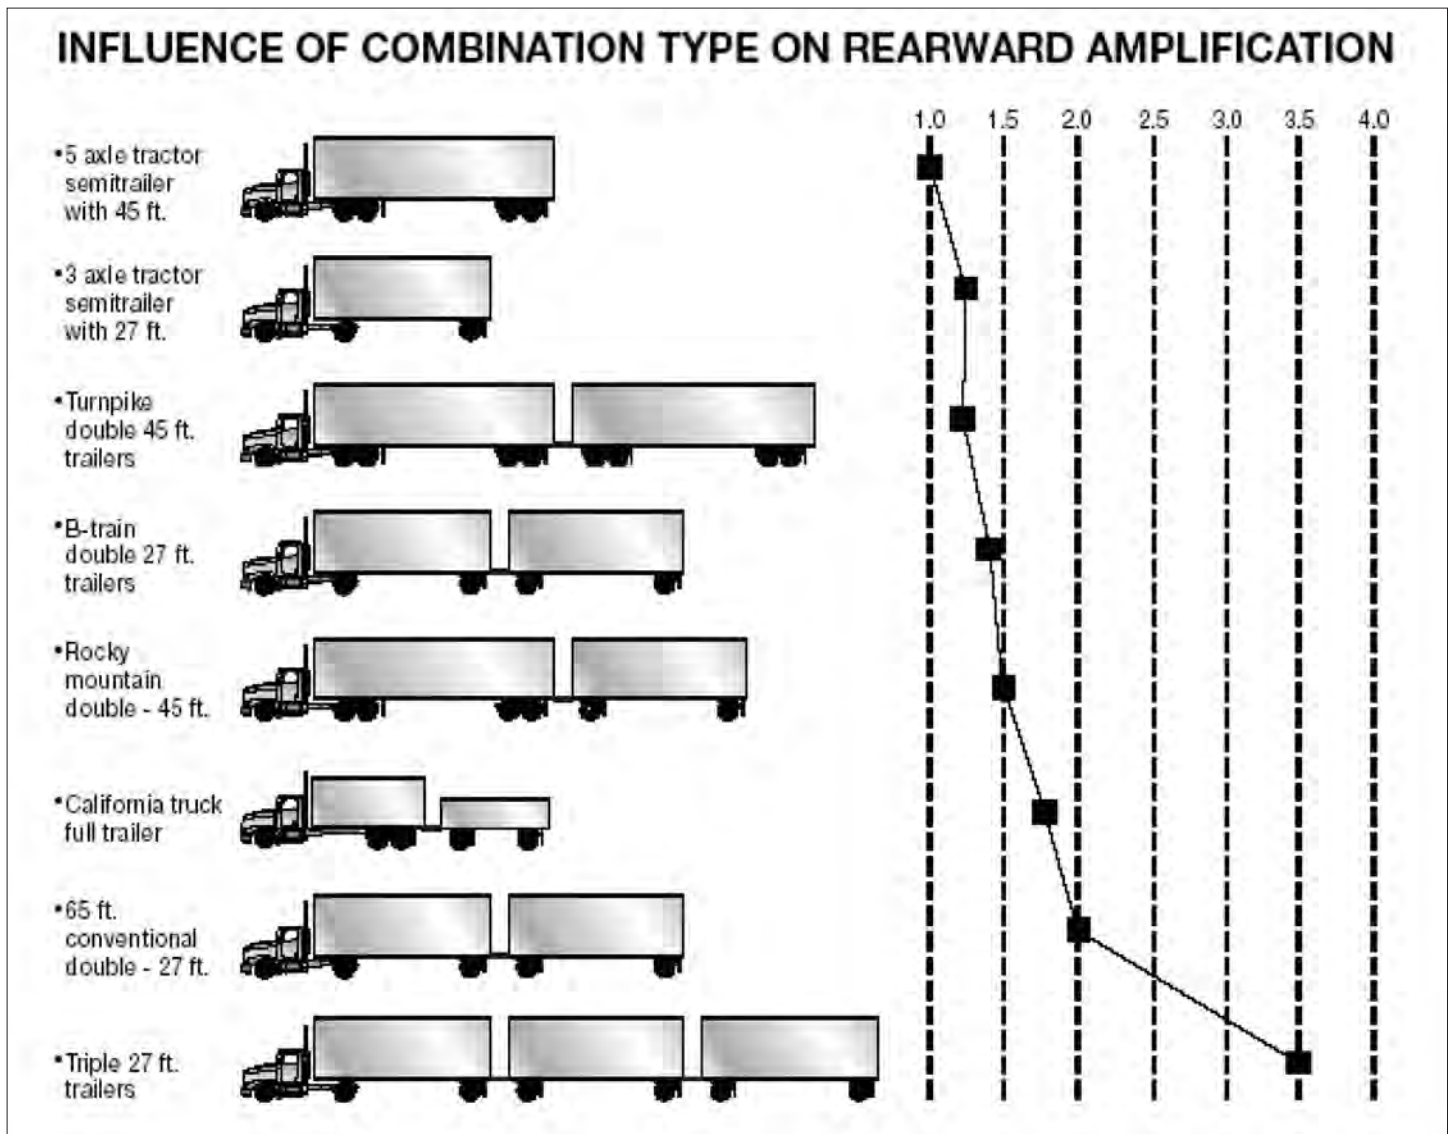 INFLUENCE OF COMBINATION TYPE ON REARWARD AMPLIFICATION
1.0 1.5 2.0 2.5 3.0 3.5 4.0
•5 axle tractor
semitrailer
with 45 ft.
•3 axle tractor
semitrailer
with 27 ft.
•Turnpike
double 45 ft.
trailers
•B-train
double 27 ft.
trailers
•Rocky
mountain
double - 45 ft.
•California truck
full trailer
•65 ft.
conventional
double - 27 ft.
•Triple 27 ft.
trailers